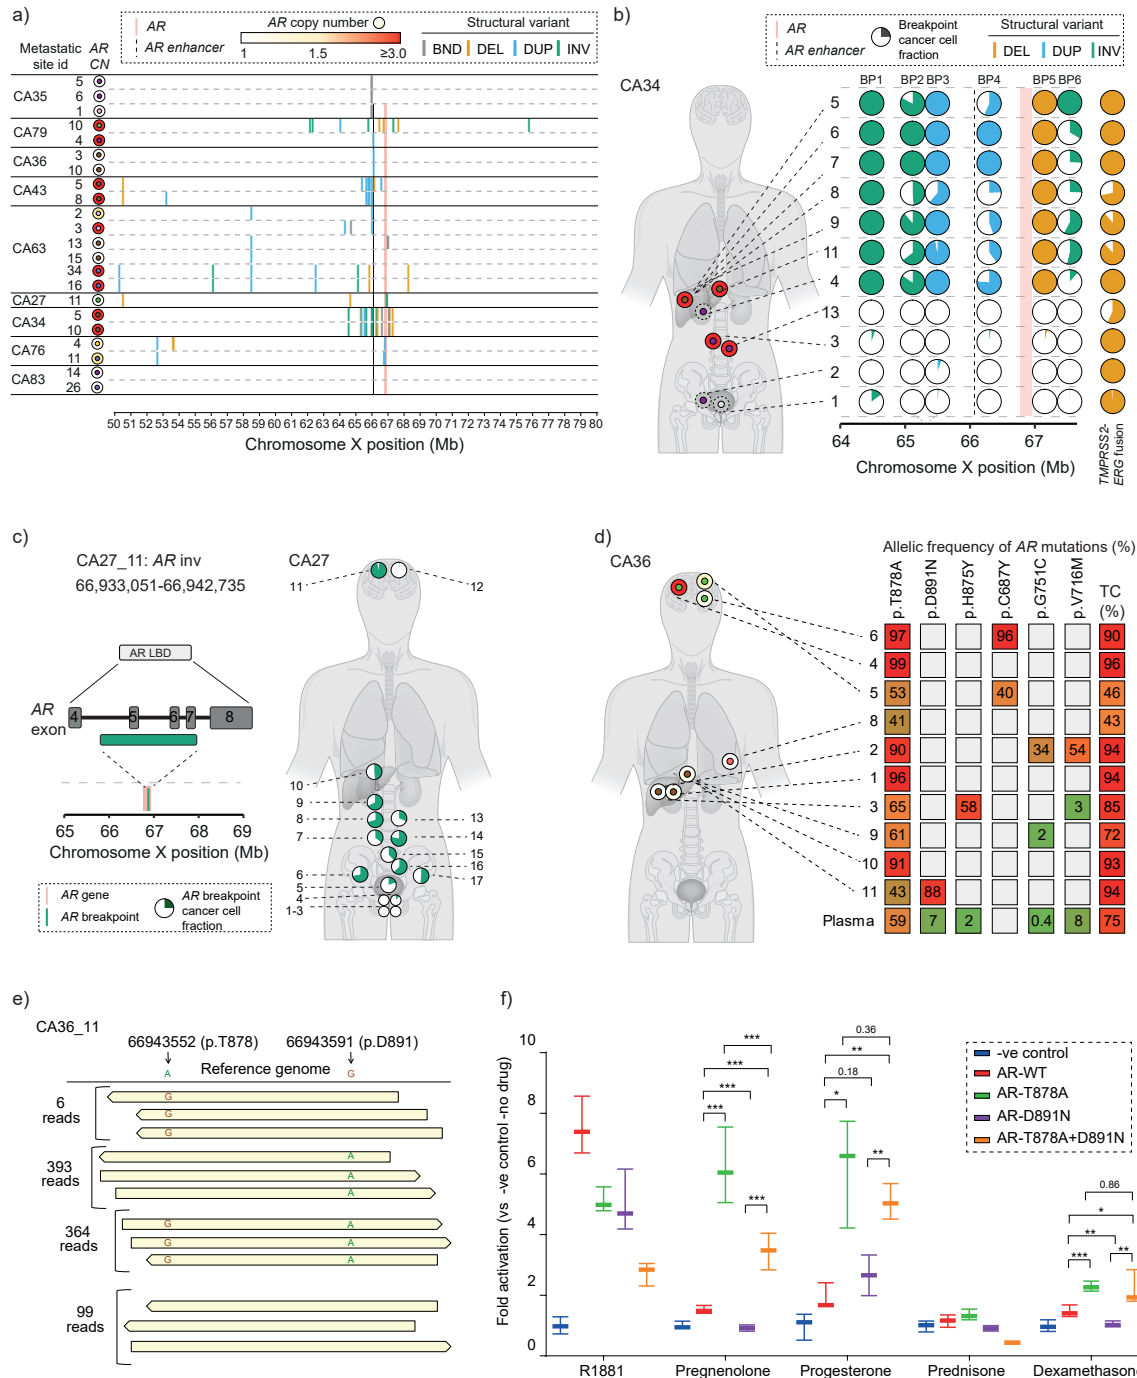 a)
AR
AR enhancer
AR copy number
1
1.5
≥3.0
Structural variant
BND
DEL
DUP
INV
Metastatic
site id
AR
CN
CA35
5
6
1
CA79
10
4
CA36
3
10
CA43
5
8
CA63
2
3
13
15
34
16
CA27
11
CA34
5
10
CA76
4
11
CA83
14
26
50 51 52 53 54 55 56 57 58 59 60 61 62 63 64 65 66 67 68 69 70 71 72 73 74 75 76 77 78 79 80
Chromosome X position (Mb)
b)
AR
AR enhancer
Breakpoint
cancer cell
fraction
Structural variant
DEL
DUP
INV
CA34
BP1 BP2 BP3 BP4 BP5 BP6
5
6
7
8
9
11
4
13
3
2
1
64 65 66 67
Chromosome X position (Mb)
TMPRSS2-
ERG fusion
c)
CA27_11: AR inv
66,933,051-66,942,735
AR LBD
AR
exon
4 5 6 7 8
65 66 67 68 69
Chromosome X position (Mb)
AR gene
AR breakpoint
AR breakpoint
cancer cell
fraction
CA27
11
12
10
9
8
13
7
14
15
16
6
17
5
4
1-3
d)
CA36
Allelic frequency of AR mutations (%)
p.T878A p.D891N p.H875Y p.C687Y p.G751C p.V716M TC
(%)
6 97 96 90
4 99 96
5 53 40 46
8 41 43
2 90 34 54 94
1 96 94
3 65 58 3 85
9 61 2 72
10 91 93
11 43 88 94
Plasma 59 7 2 0.4 8 75
e)
CA36_11
66943552 (p.T878) 66943591 (p.D891)
Reference genome
A G
6
reads
G
G
G
393
reads
A
364
reads
G A
G A
G A
99
reads
f)
Fold activation (vs -ve control -no drug)
10
8
6
4
2
0
R1881
Pregnenolone
Progesterone
Prednisone
Dexamethason
*** *** *** *** ***
0.36
**
0.18
*
**
0.86
*
**
***
**
-ve control
AR-WT
AR-T878A
AR-D891N
AR-T878A+D891N